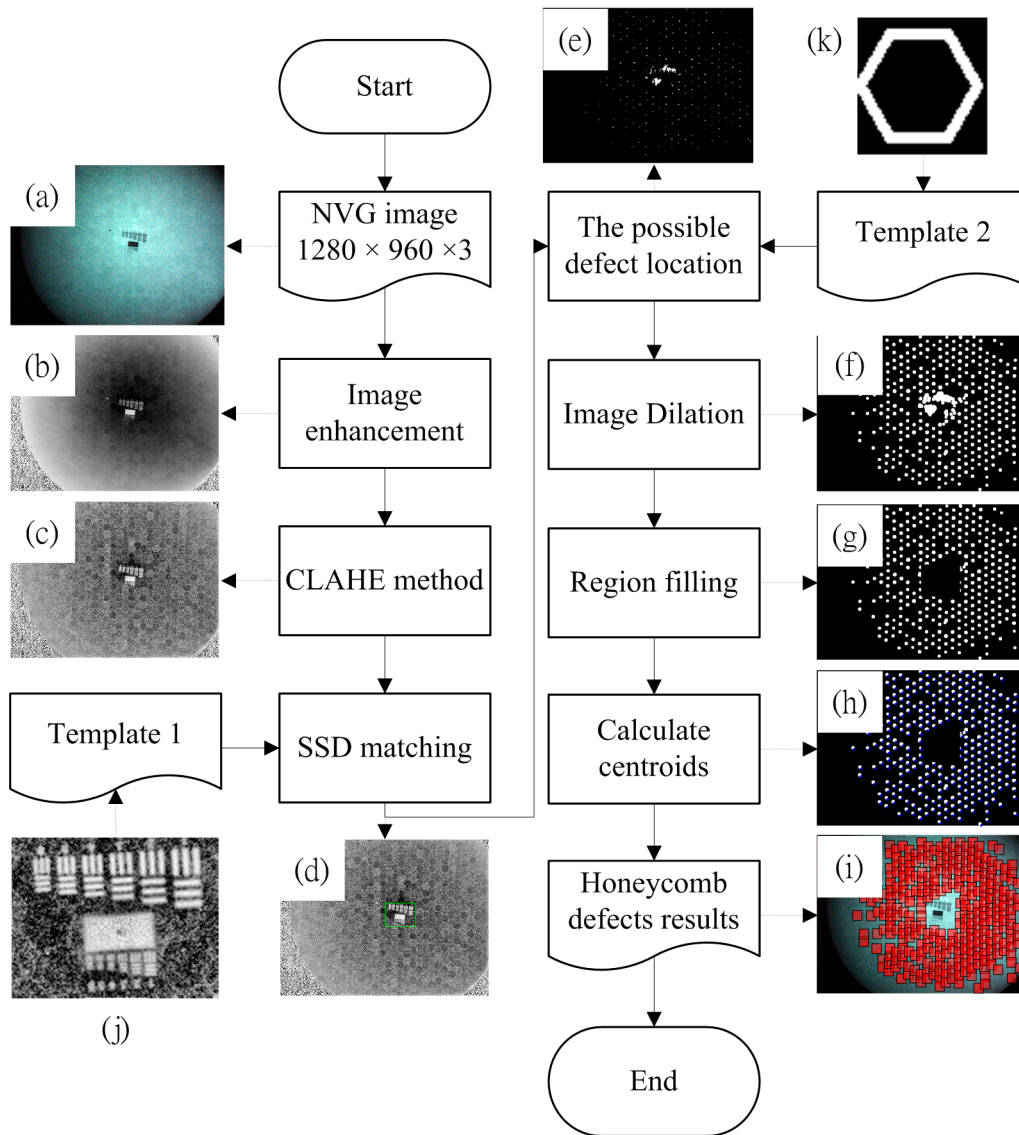 Start
(e)
(k)
(a)
NVG image
1280 × 960 ×3
The possible
defect location
Template 2
(b)
Image
enhancement
Image Dilation
(f)
(c)
CLAHE method
Region filling
(g)
Template 1
SSD matching
Calculate
centroids
(h)
(j)
(d)
Honeycomb
defects results
(i)
End